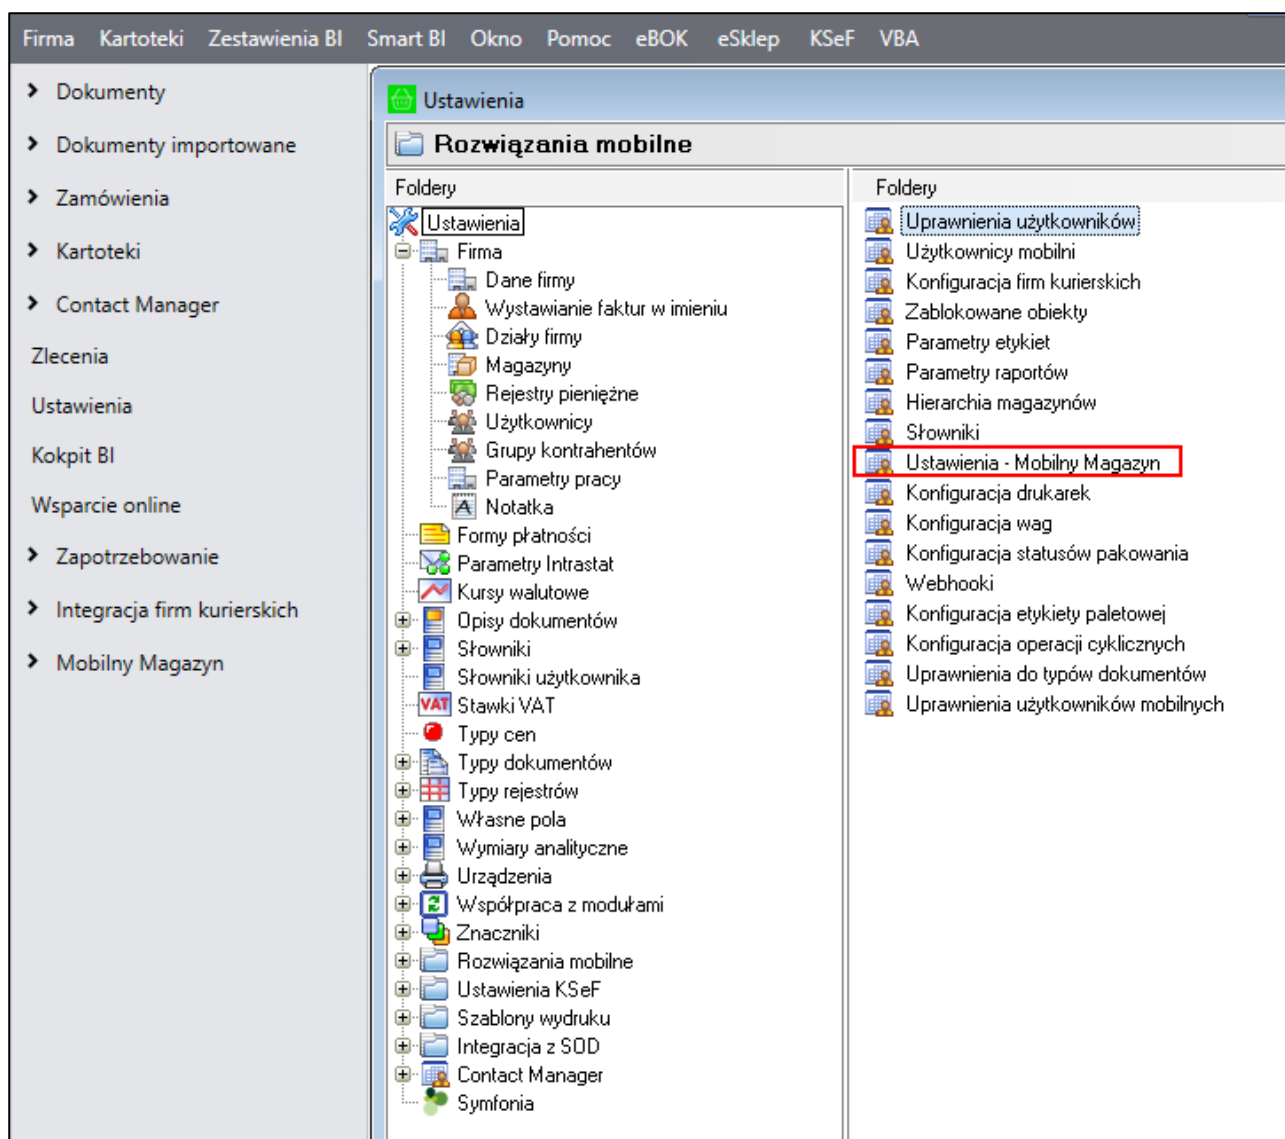 Firma Kartoteki Zestawienia BI Smart BI Okno Pomoc eBOK eSklep KSeF VBA
Dokumenty
Dokumenty importowane
Zamówienia
Kartoteki
Contact Manager
Zlecenia
Ustawienia
Kokpit BI
Wsparcie online
Zapotrzebowanie
Integracja firm kurierskich
Mobilny Magazyn
Ustawienia
Rozwiązania mobilne
Foldery
Ustawienia
Firma
Dane firmy
Wystawianie faktur w imieniu
Działy firmy
Magazyny
Rejestry pieniężne
Użytkownicy
Grupy kontrahentów
Parametry pracy
Notatka
Formy płatności
Parametry Intrastat
Kursy walutowe
Opisy dokumentów
Słowniki
Słowniki użytkownika
VAT Stawki VAT
Typy cen
Typy dokumentów
Typy rejestrów
Własne pola
Wymiary analityczne
Urządzenia
Współpraca z modułami
Znaczniki
Rozwiązania mobilne
Ustawienia KSeF
Szablony wydruku
Integracja z SOD
Contact Manager
Symfonia
Foldery
Uprawnienia użytkowników
Użytkownicy mobilni
Konfiguracja firm kurierskich
Zablokowane obiekty
Parametry etykiet
Parametry raportów
Hierarchia magazynów
Słowniki
Ustawienia - Mobilny Magazyn
Konfiguracja drukarek
Konfiguracja wag
Konfiguracja statusów pakowania
Webhooki
Konfiguracja etykiety paletowej
Konfiguracja operacji cyklicznych
Uprawnienia do typów dokumentów
Uprawnienia użytkowników mobilnych